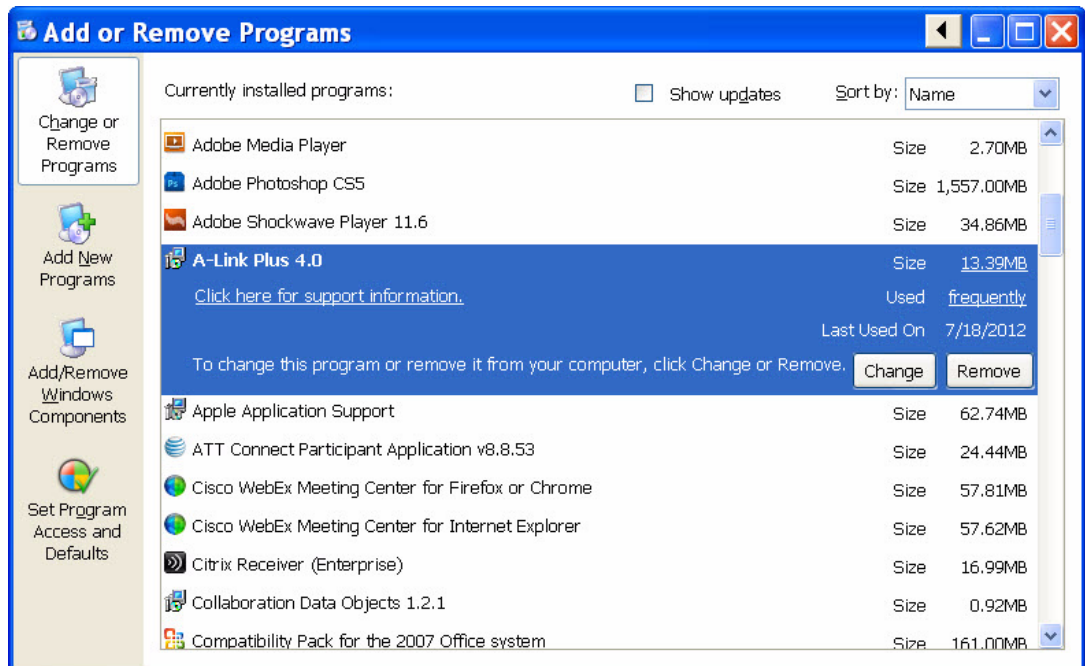 Add or Remove Programs
Change or
Remove
Programs
Add New
Programs
Add/Remove
Windows
Components
Set Program
Access and
Defaults
Currently installed programs: Show updates Sort by: Name
Adobe Media Player Size 2.70MB
Ps Adobe Photoshop CS5 Size 1,557.00MB
Adobe Shockwave Player 11.6 Size 34.86MB
A-Link Plus 4.0 Size 13.39MB
Click here for support information. Used frequently
Last Used On 7/18/2012
To change this program or remove it from your computer, click Change or Remove. Change Remove
Apple Application Support Size 62.74MB
ATT Connect Participant Application v8.8.53 Size 24.44MB
Cisco WebEx Meeting Center for Firefox or Chrome Size 57.81MB
Cisco WebEx Meeting Center for Internet Explorer Size 57.62MB
Citrix Receiver (Enterprise) Size 16.99MB
Collaboration Data Objects 1.2.1 Size 0.92MB
Compatibility Pack for the 2007 Office system Size 161.00MB